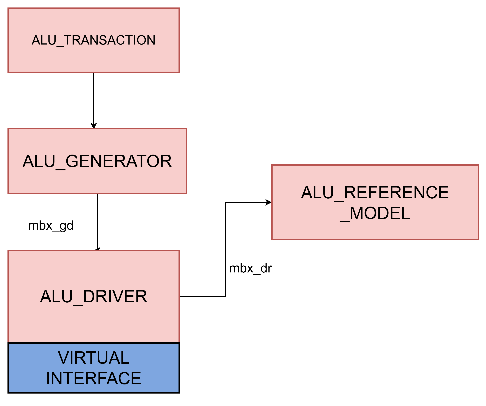 ALU_TRANSACTION
ALU_GENERATOR
mbx_gd
ALU_DRIVER
VIRTUAL
INTERFACE
mbx_dr
ALU_REFERENCE
_MODEL